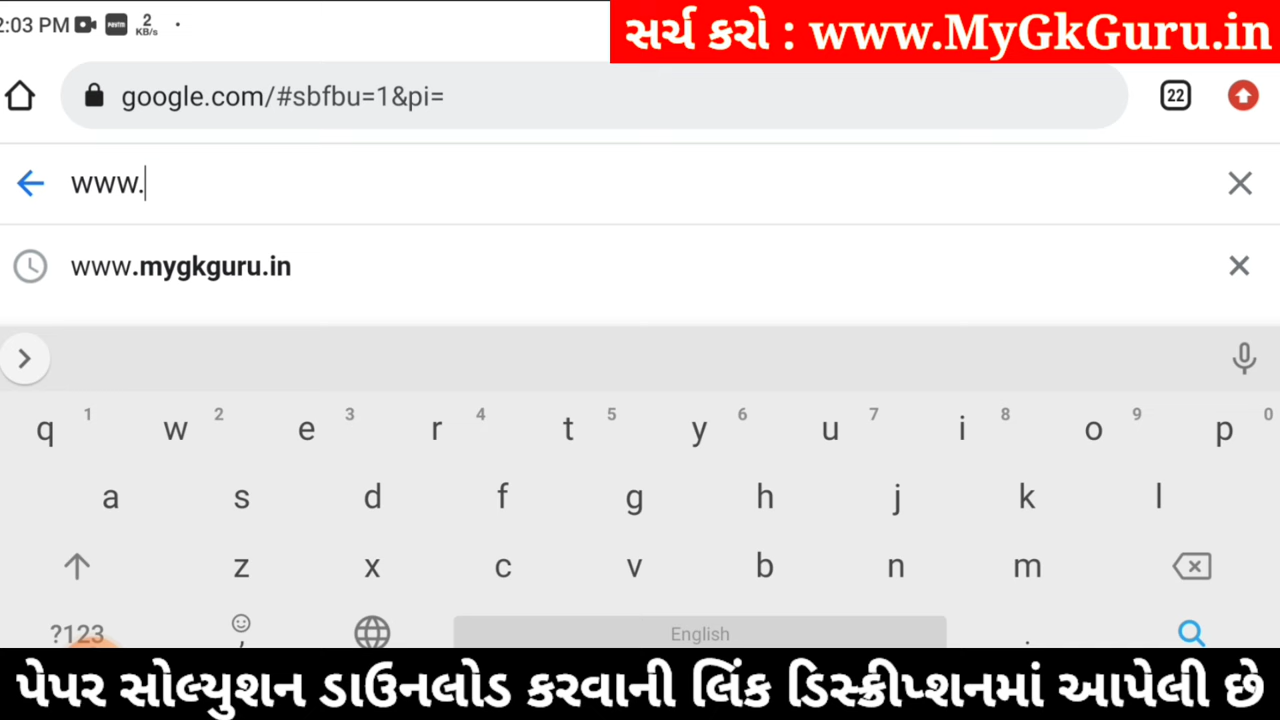 2:03 PM 2 KB/s
સર્ચ કરો : www.MyGkGuru.in
google.com/#sbfbu=1&pi=
22
www.
www.mygkguru.in
q 1 w 2 e 3 r 4 t 5 y 6 u 7 i 8 o 9 p 0
a s d f g h j k l
z x c v b n m
?123 , English .
પેપર સોલ્યુશન ડાઉનલોડ કરવાની લિંક ડિસ્ક્રીપ્શનમાં આપેલી છે